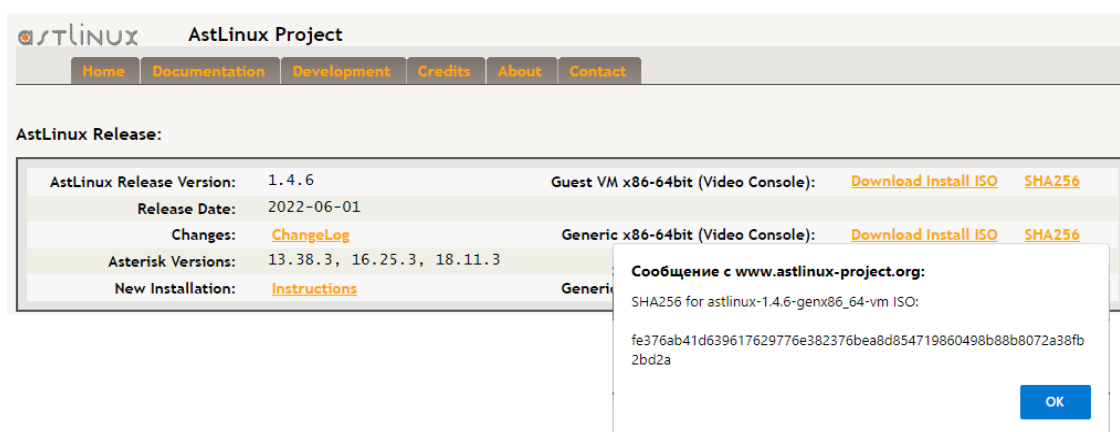 astlinux AstLinux Project
Home Documentation Development Credits About Contact
AstLinux Release:
AstLinux Release Version: 1.4.6 Guest VM x86-64bit (Video Console): Download Install ISO SHA256
Release Date: 2022-06-01
Changes: ChangeLog Generic x86-64bit (Video Console): Download Install ISO SHA256
Asterisk Versions: 13.38.3, 16.25.3, 18.11.3
New Installation: Instructions Generic
Сообщение с www.astlinux-project.org:
SHA256 for astlinux-1.4.6-genx86_64-vm ISO:
fe376ab41d639617629776e382376bea8d854719860498b88b8072a38fb
2bd2a
OK